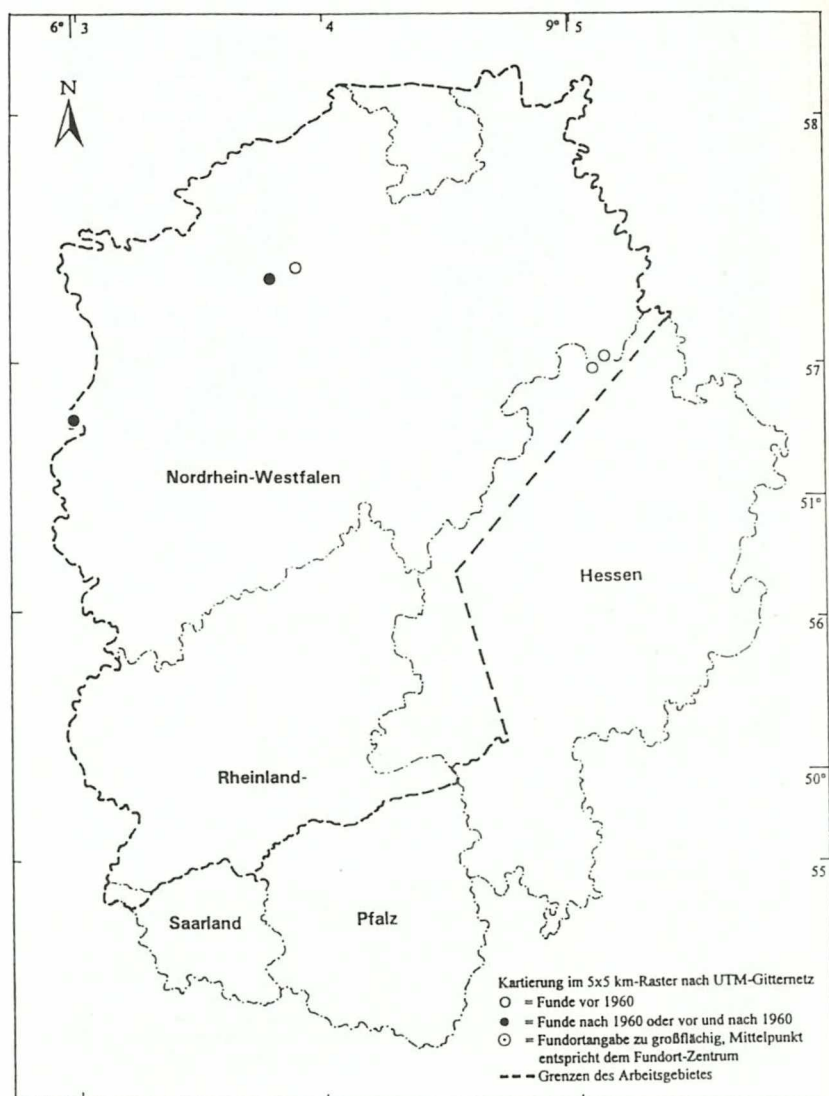 6° 3 4 9° 5
N
58
57
Nordrhein-Westfalen
51°
Hessen
56
Rheinland-
50°
55
Saarland
Pfalz
Kartierung im 5x5 km-Raster nach UTM-Gitternetz
○ = Funde vor 1960
● = Funde nach 1960 oder vor und nach 1960
⊙ = Fundortangabe zu großflächig, Mittelpunkt
entspricht dem Fundort-Zentrum
--- Grenzen des Arbeitsgebietes